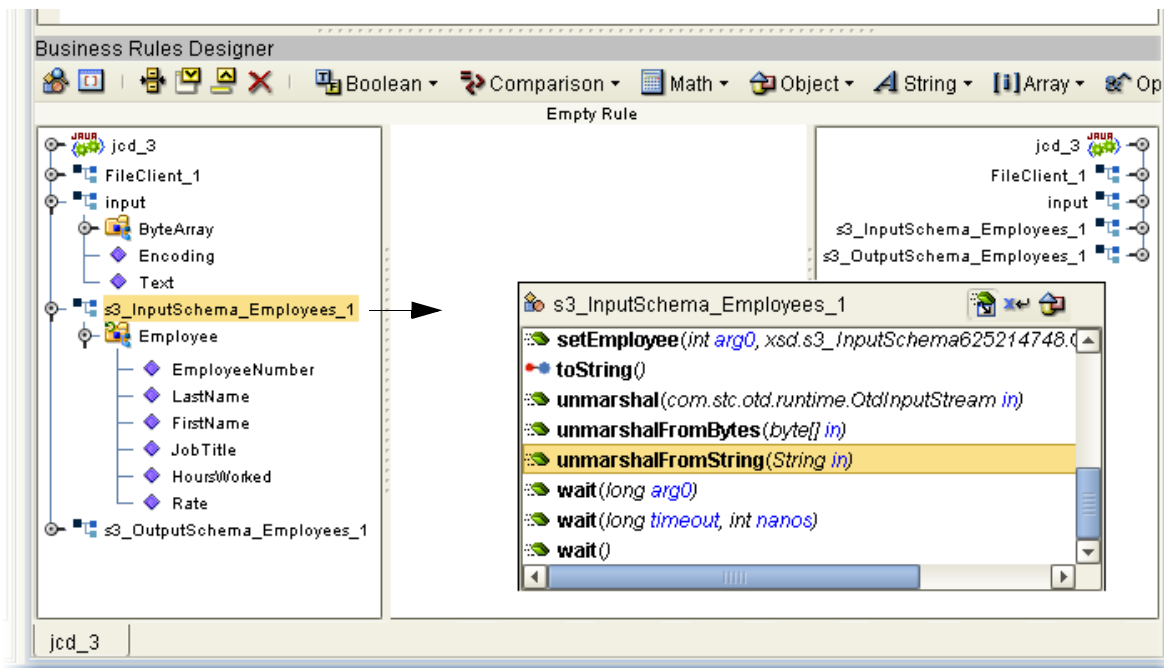 Business Rules Designer
Boolean Comparison Math Object String [i] Array Op
Empty Rule
JAVA jcd_3
FileClient_1
input
ByteArray
Encoding
Text
s3_InputSchema_Employees_1
Employee
EmployeeNumber
LastName
FirstName
JobTitle
HoursWorked
Rate
s3_OutputSchema_Employees_1
jcd_3 JAVA
FileClient_1
input
s3_InputSchema_Employees_1
s3_OutputSchema_Employees_1
s3_InputSchema_Employees_1
setEmployee(int arg0, xsd.s3_InputSchema625214748.
toString()
unmarshal(com.stc.otd.runtime.OtdInputStream in)
unmarshalFromBytes(byte[] in)
unmarshalFromString(String in)
wait(long arg0)
wait(long timeout, int nanos)
wait()
jcd_3